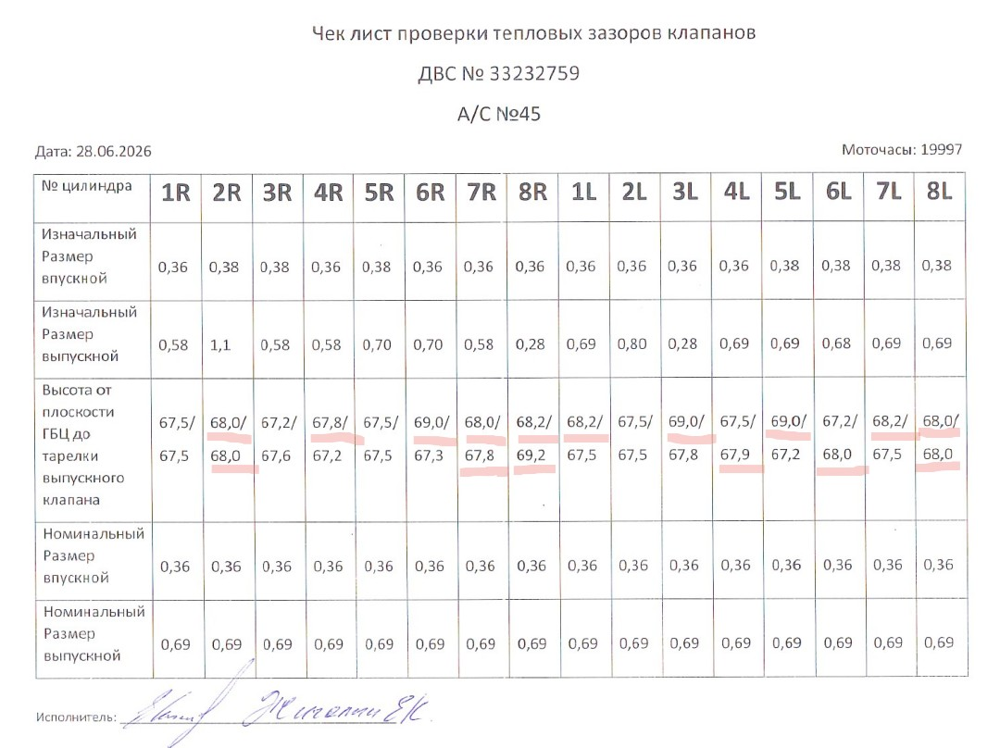 Чек лист проверки тепловых зазоров клапанов
ДВС № 33232759
А/С №45
Дата: 28.06.2026 Моточасы: 19997
№ цилиндра 1R 2R 3R 4R 5R 6R 7R 8R 1L 2L 3L 4L 5L 6L 7L 8L
Изначальный
Размер
впускной
0,36 0,38 0,38 0,36 0,38 0,36 0,36 0,36 0,36 0,36 0,36 0,36 0,38 0,38 0,38 0,38
Изначальный
Размер
выпускной
0,58 1,1 0,58 0,58 0,70 0,70 0,58 0,28 0,69 0,80 0,28 0,69 0,69 0,68 0,69 0,69
Высота от
плоскости
ГБЦ до
тарелки
выпускного
клапана
67,5/ 68,0/ 67,2/ 67,8/ 67,5/ 69,0/ 68,0/ 68,2/ 68,2/ 67,5/ 69,0/ 67,5/ 69,0/ 67,2/ 68,2/ 68,0/
67,5 68,0 67,6 67,2 67,5 67,3 67,8 69,2 67,5 67,5 67,8 67,9 67,2 68,0 67,5 68,0
Номинальный
Размер
впускной
0,36 0,36 0,36 0,36 0,36 0,36 0,36 0,36 0,36 0,36 0,36 0,36 0,36 0,36 0,36 0,36
Номинальный
Размер
выпускной
0,69 0,69 0,69 0,69 0,69 0,69 0,69 0,69 0,69 0,69 0,69 0,69 0,69 0,69 0,69 0,69
Исполнитель: